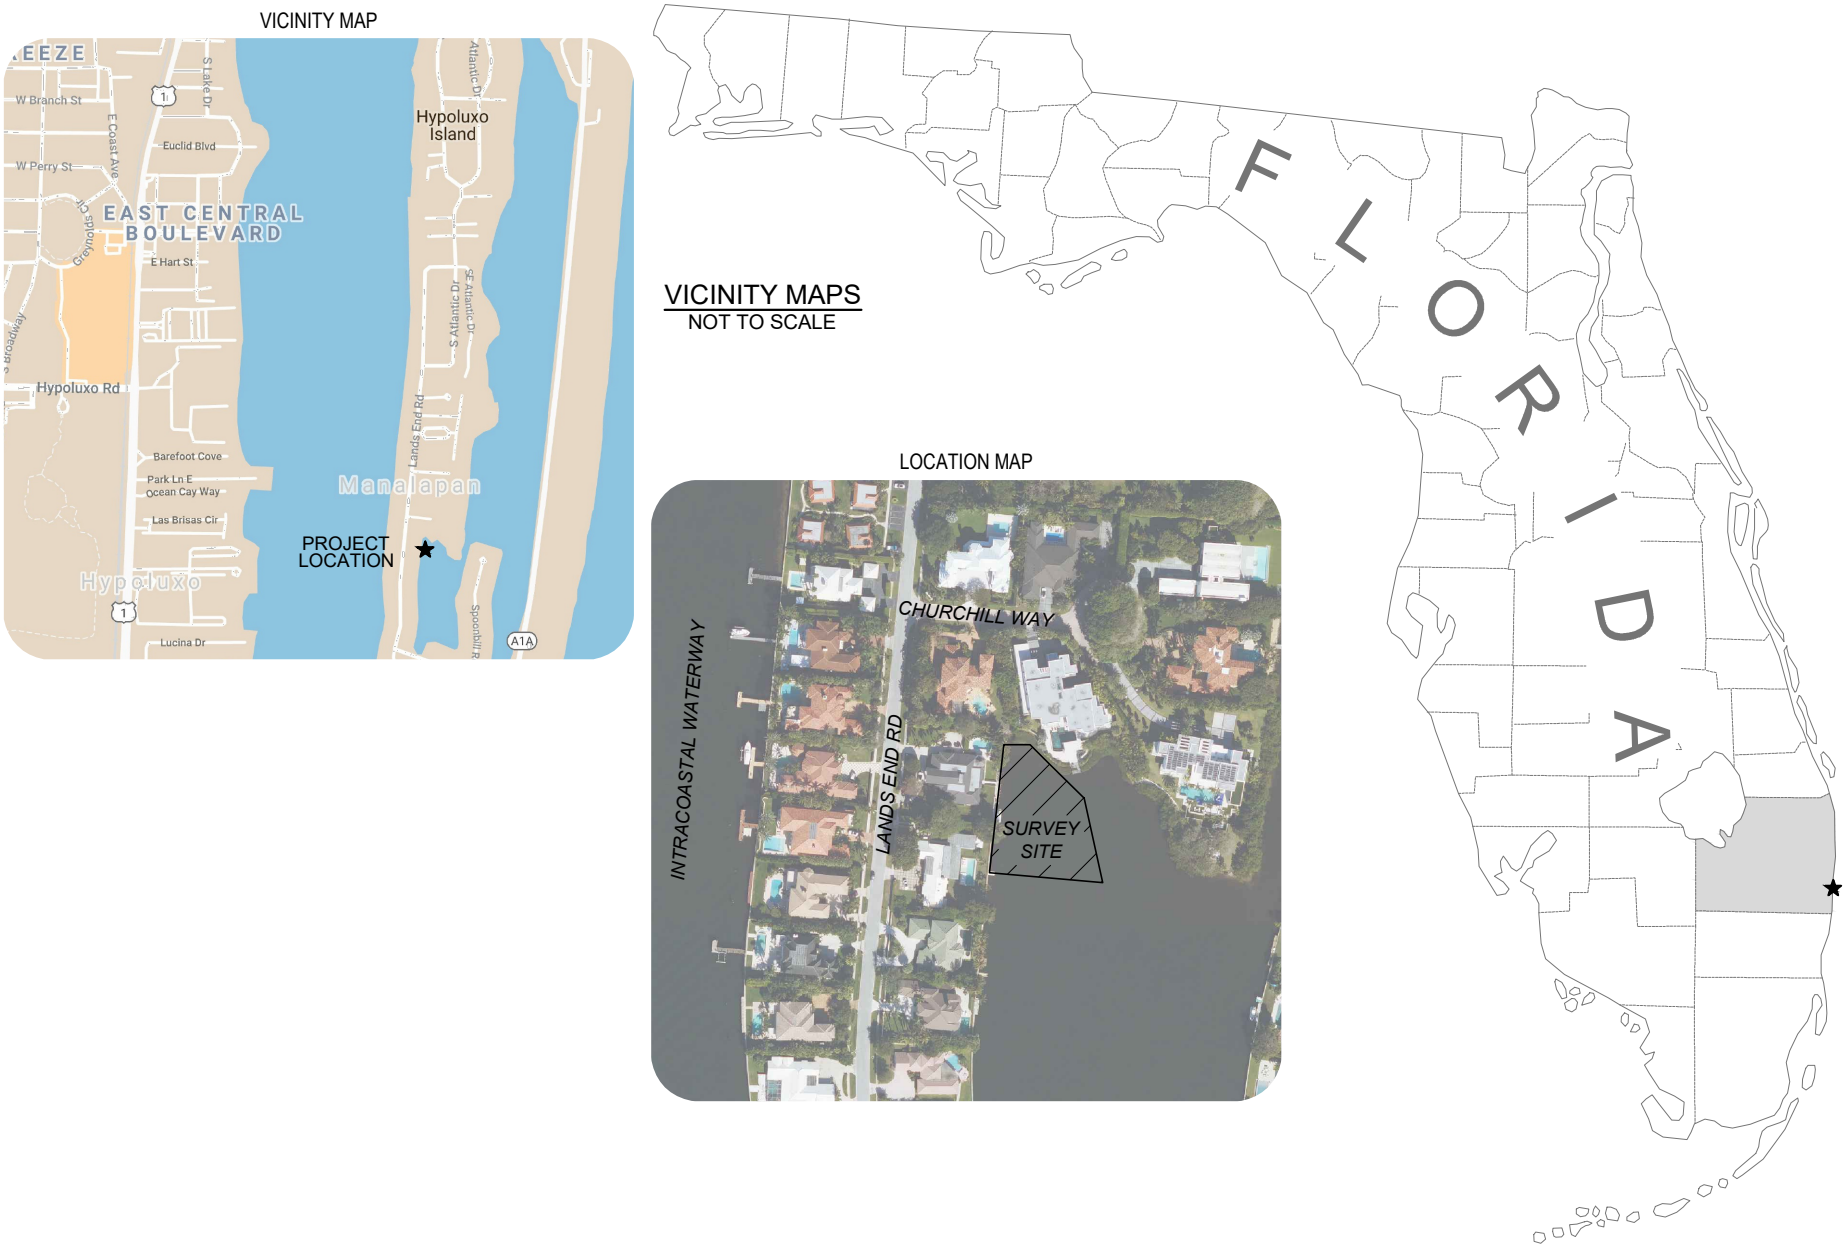 VICINITY MAP
EEZE
W Branch St
S Lake Dr
1
E Coast Ave
Euclid Blvd
W Perry St
Greynolds Cir
EAST CENTRAL
BOULEVARD
E Hart St
S Broadway
Hypoluxo Rd
Barefoot Cove
Park Ln E
Ocean Cay Way
Las Brisas Cir
Hypoluxo
1
Lucina Dr
Atlantic Dr
Hypoluxo
Island
S Atlantic Dr
SE Atlantic Dr
Lands End Rd
Manalapan
PROJECT
LOCATION
Spoonbill R
A1A
VICINITY MAPS
NOT TO SCALE
LOCATION MAP
CHURCHILL WAY
INTRACOASTAL WATERWAY
LANDS END RD
SURVEY
SITE
FLORIDA